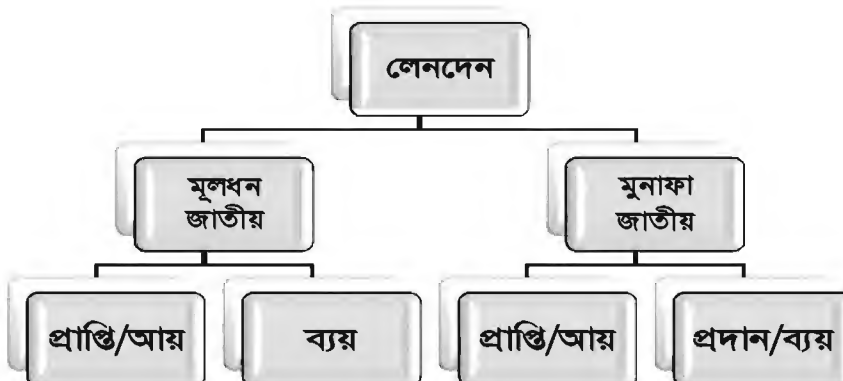 লেনদেন
মূলধন
জাতীয়
মুনাফা
জাতীয়
প্রাপ্তি/আয়
ব্যয়
প্রাপ্তি/আয়
প্রদান/ব্যয়